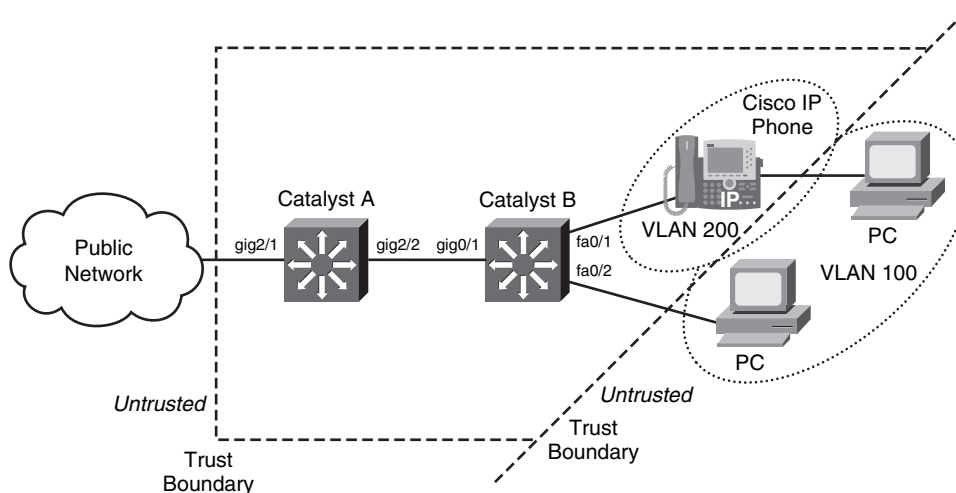 Cisco IP
Phone
Catalyst A
Catalyst B
IP
Public
Network
gig2/1
gig2/2
gig0/1
fa0/1
fa0/2
VLAN 200
PC
VLAN 100
PC
Untrusted
Untrusted
Trust
Boundary
Trust
Boundary